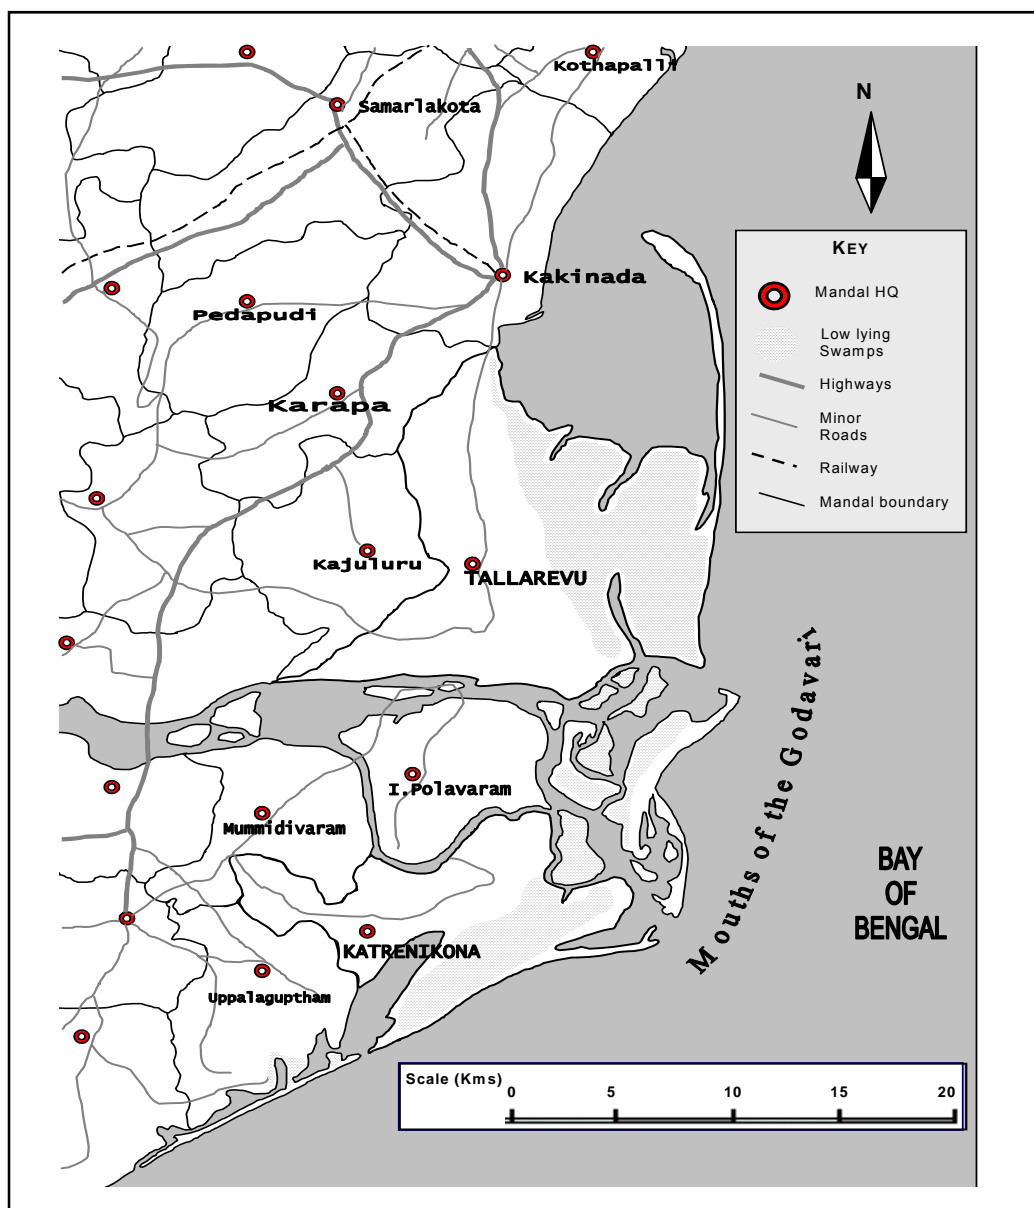 Kothapalli
Samarlakota
N
KEY
Kakinada
Mandal HQ
Pedapudi
Low lying
Swamps
Highways
Karapa
Minor
Roads
Railway
Mandal boundary
Kajuluru
TALLAREVU
Mouths of the Godavari
I.Polavaram
Mummidivaram
BAY
OF
BENGAL
KATRENIKONA
Uppalaguptham
Scale (Kms)
0 5 10 15 20